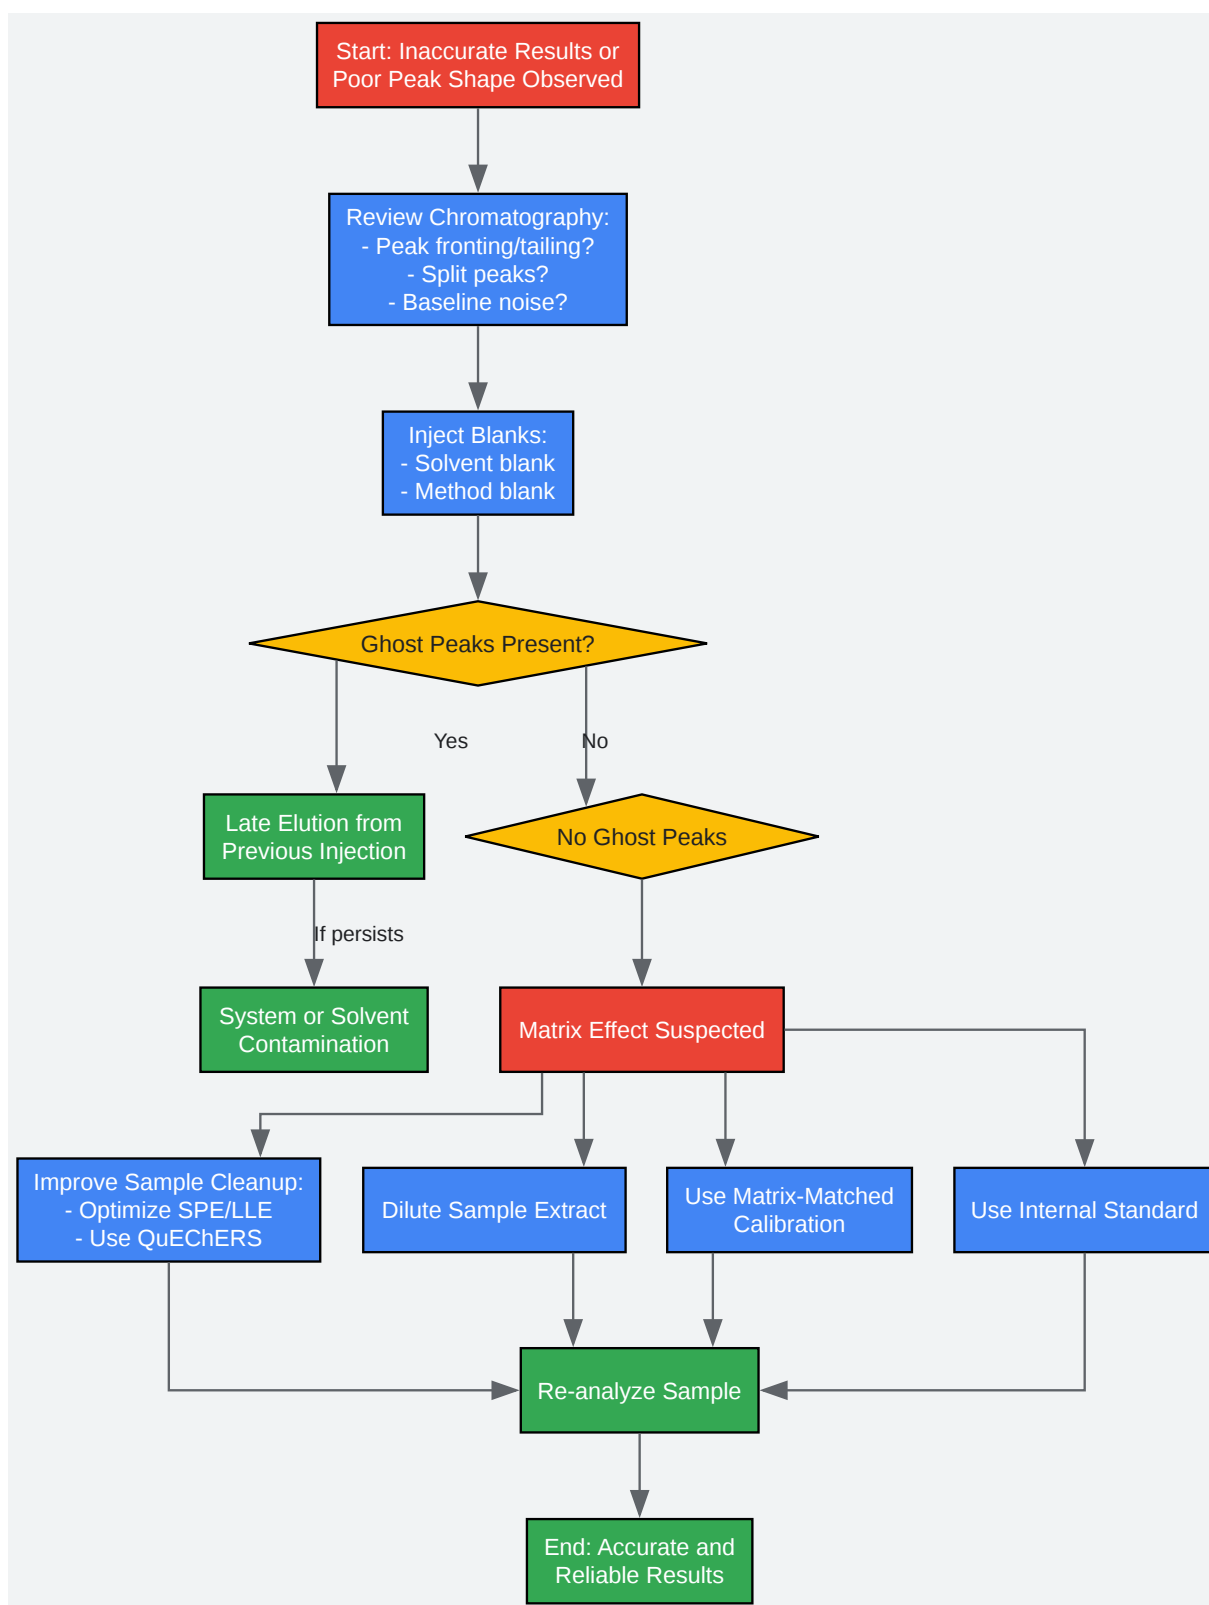 Start: Inaccurate Results or
Poor Peak Shape Observed
Review Chromatography:
- Peak fronting/tailing?
- Split peaks?
- Baseline noise?
Inject Blanks:
- Solvent blank
- Method blank
Ghost Peaks Present?
Yes
No
Late Elution from
Previous Injection
No Ghost Peaks
If persists
System or Solvent
Contamination
Matrix Effect Suspected
Improve Sample Cleanup:
- Optimize SPE/LLE
- Use QuEChERS
Dilute Sample Extract
Use Matrix-Matched
Calibration
Use Internal Standard
Re-analyze Sample
End: Accurate and
Reliable Results